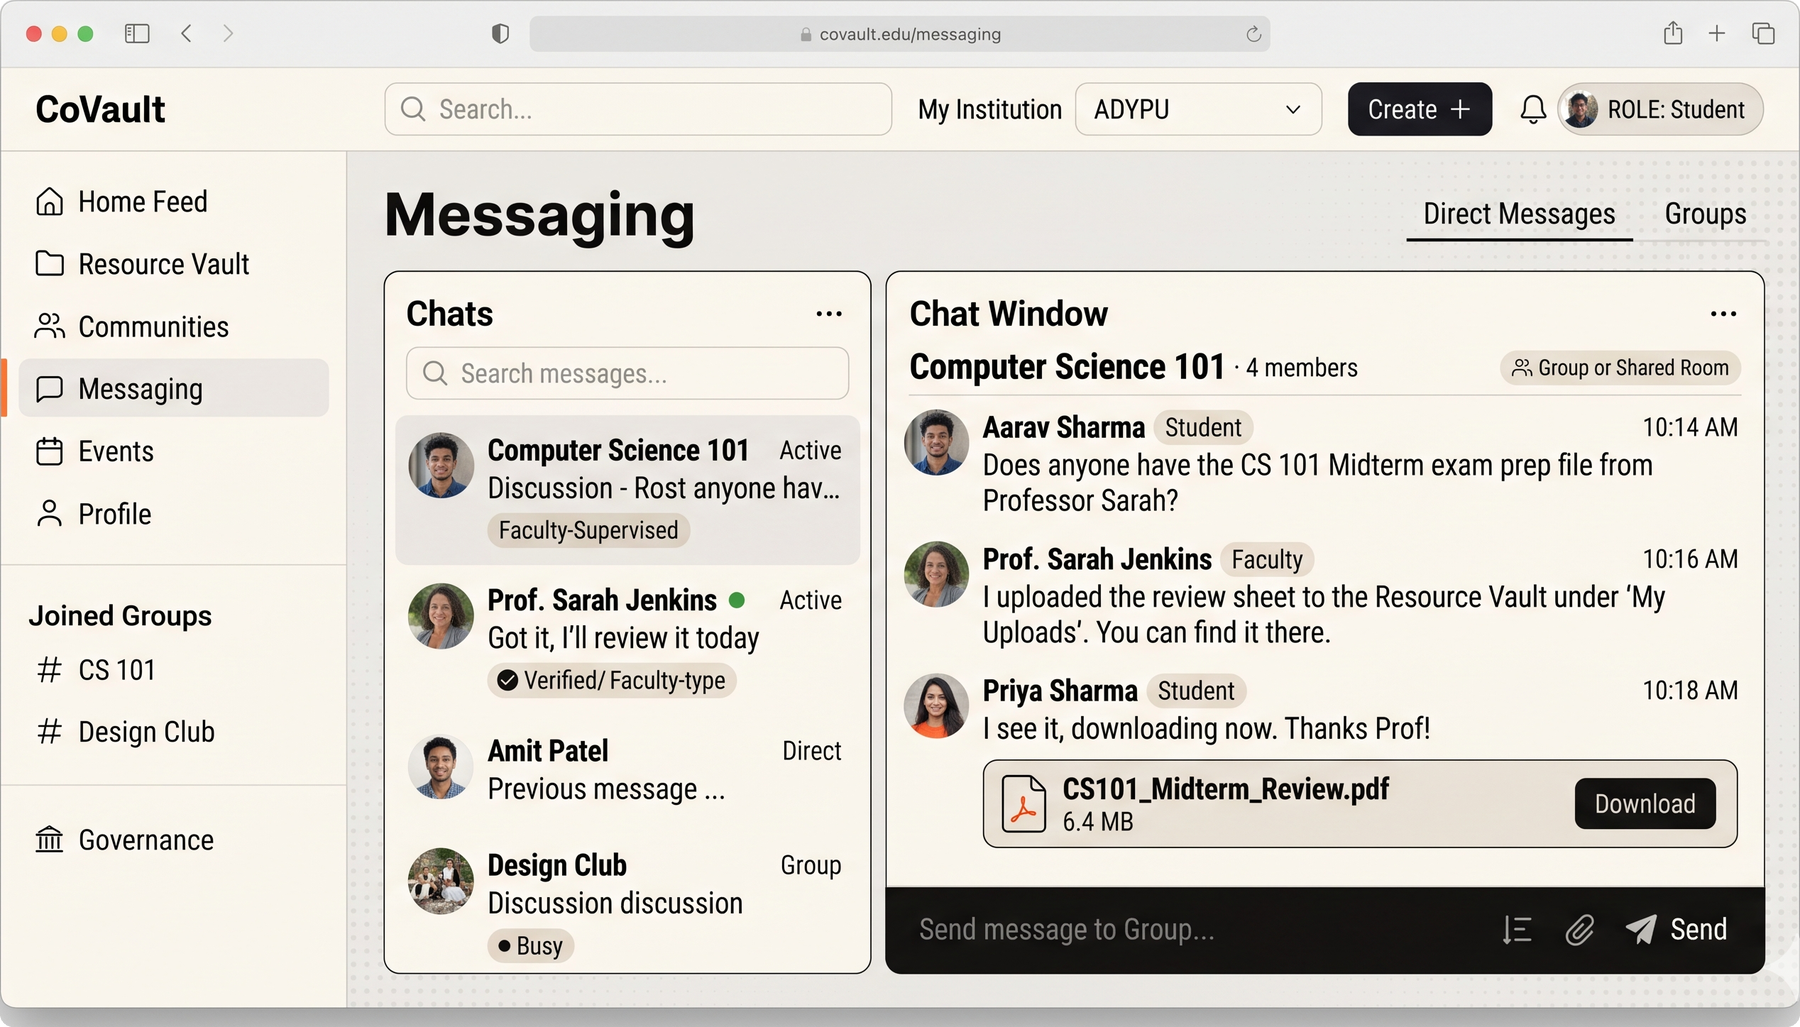 covault.edu/messaging
CoVault
Search...
My Institution
ADYPU
Create +
ROLE: Student
Home Feed
Resource Vault
Communities
Messaging
Events
Profile
Joined Groups
# CS 101
# Design Club
Governance
Messaging
Direct Messages
Groups
Chats
Search messages...
Computer Science 101 Active
Discussion - Rost anyone hav...
Faculty-Supervised
Prof. Sarah Jenkins Active
Got it, I’ll review it today
Verified/ Faculty-type
Amit Patel Direct
Previous message ...
Design Club Group
Discussion discussion
Busy
Chat Window
Computer Science 101 · 4 members
Group or Shared Room
Aarav Sharma Student 10:14 AM
Does anyone have the CS 101 Midterm exam prep file from
Professor Sarah?
Prof. Sarah Jenkins Faculty 10:16 AM
I uploaded the review sheet to the Resource Vault under ‘My
Uploads’. You can find it there.
Priya Sharma Student 10:18 AM
I see it, downloading now. Thanks Prof!
CS101_Midterm_Review.pdf
6.4 MB
Download
Send message to Group...
Send